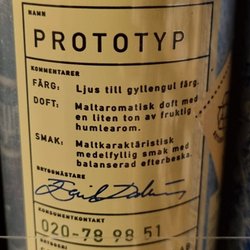 NAMN
PROTOTYP
KOMMENTARER
FÄRG: Ljus till gyllengul färg.
DOFT: Maltaromatisk doft med
en liten ton av fruktig
humlearom.
SMAK: Maltkaraktäristisk
medelfyllig smak med
balanserad efterbeska.
BRYGGMÄSTARE
KONSUMENTKONTAKT
020-78 98 51
BRYGGERI